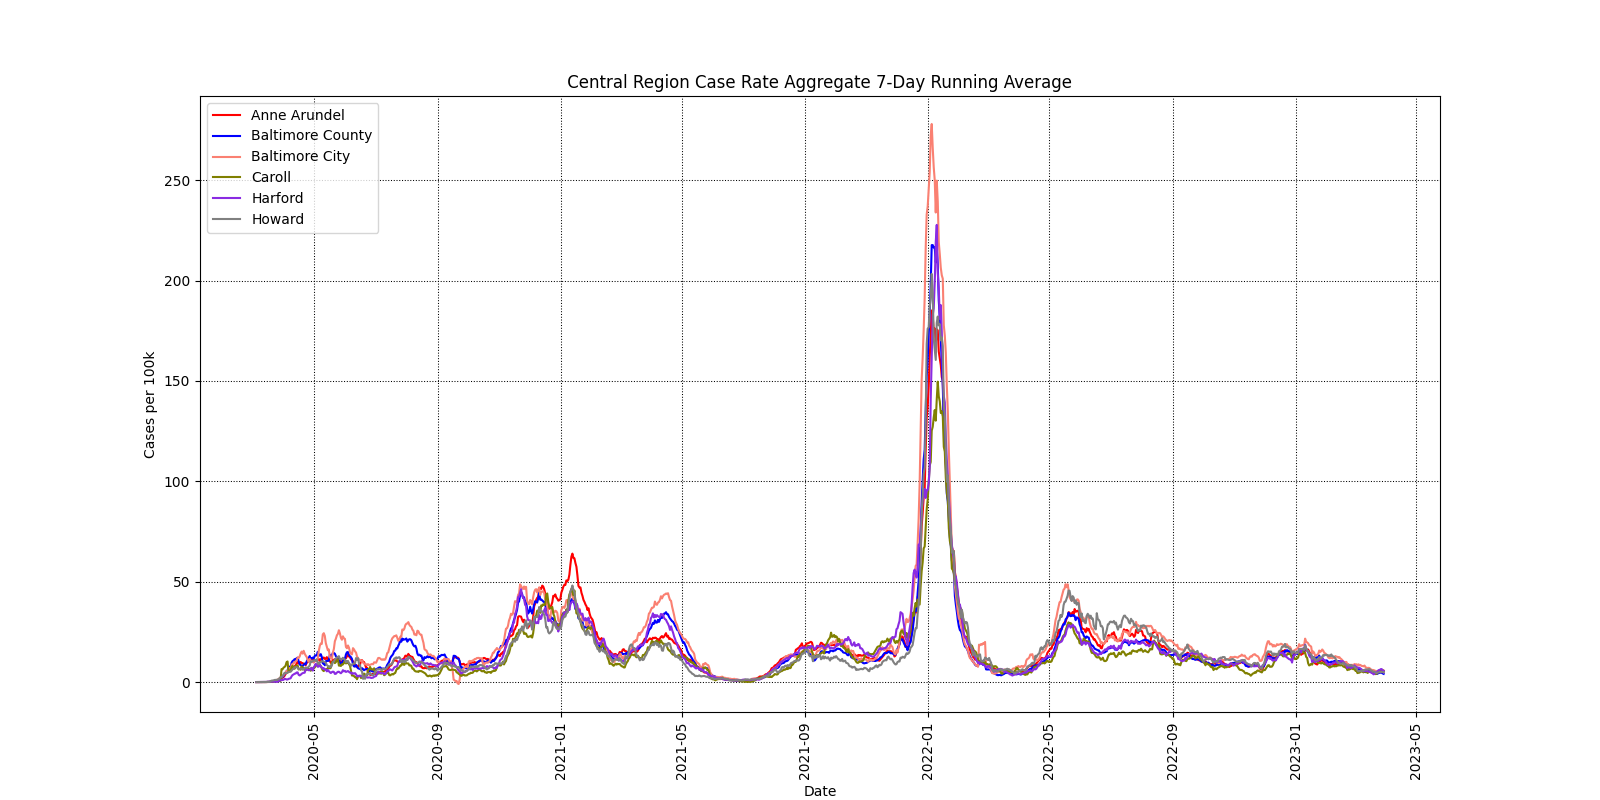 Central Region Case Rate Aggregate 7-Day Running Average
Anne Arundel
Baltimore County
Baltimore City
Caroll
Harford
Howard
250
200
150
100
50
0
Cases per 100k
2020-05
2020-09
2021-01
2021-05
2021-09
2022-01
2022-05
2022-09
2023-01
2023-05
Date